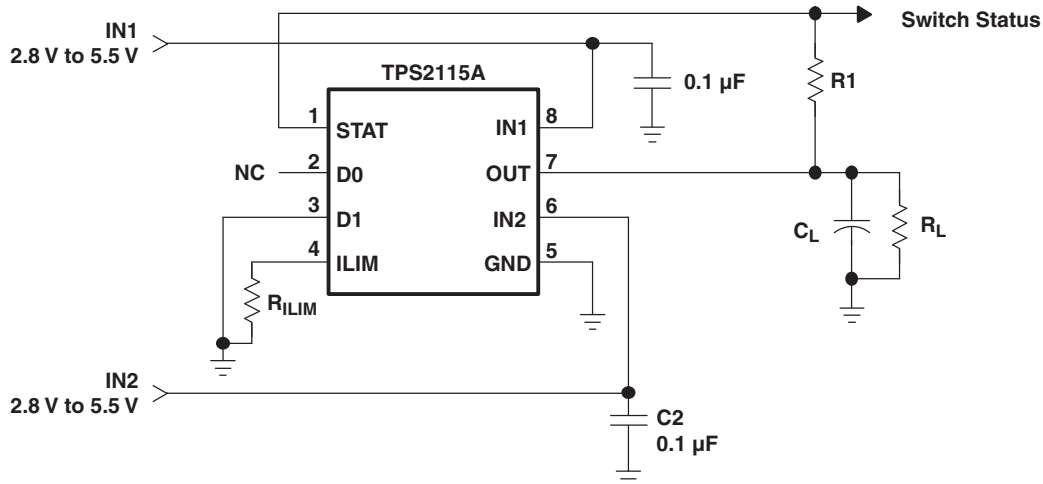 Switch Status
IN1
2.8 V to 5.5 V
TPS2115A
0.1 µF
R1
1
STAT
IN1
8
NC
2
D0
OUT
7
3
D1
IN2
6
4
ILIM
GND
5
CL
RL
RILIM
IN2
2.8 V to 5.5 V
C2
0.1 µF